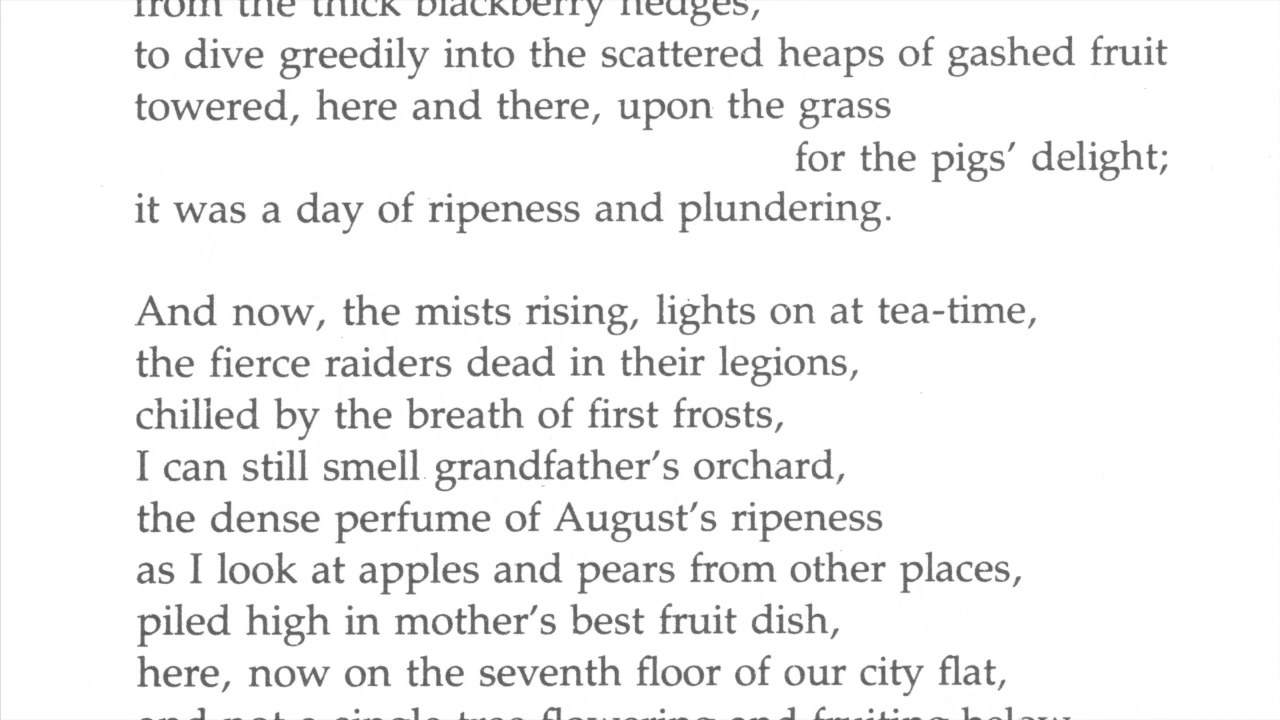 from the thick blackberry hedges,
to dive greedily into the scattered heaps of gashed fruit
towered, here and there, upon the grass
for the pigs’ delight;
it was a day of ripeness and plundering.
And now, the mists rising, lights on at tea-time,
the fierce raiders dead in their legions,
chilled by the breath of first frosts,
I can still smell grandfather’s orchard,
the dense perfume of August’s ripeness
as I look at apples and pears from other places,
piled high in mother’s best fruit dish,
here, now on the seventh floor of our city flat,
and not a single tree flowering and fruiting below